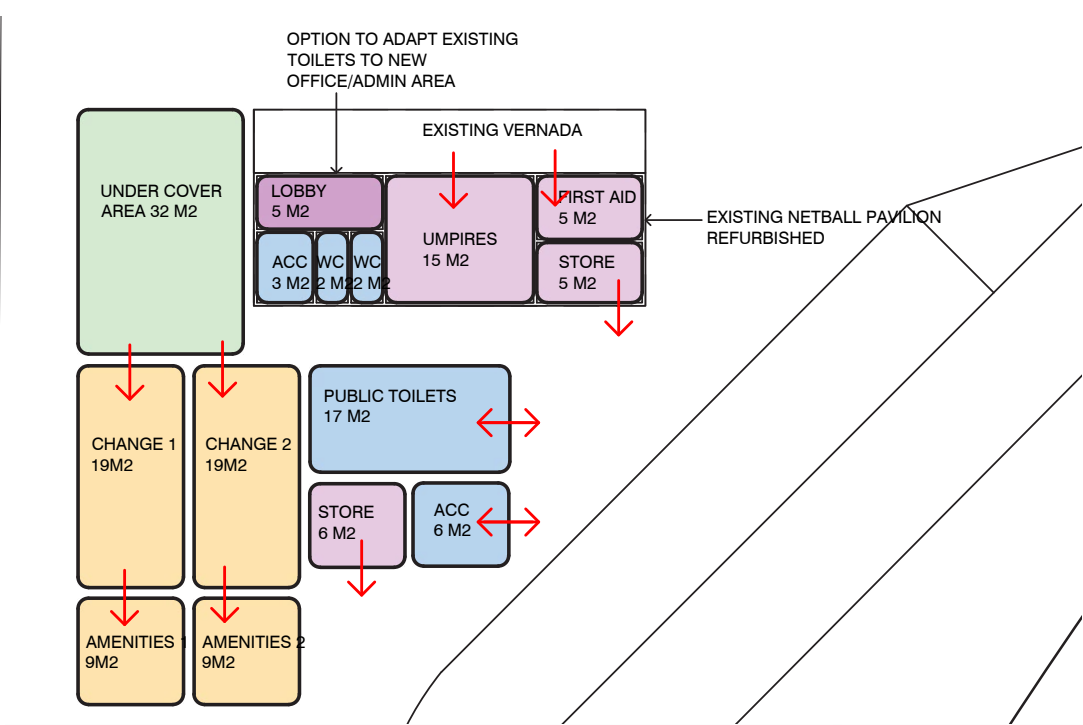 OPTION TO ADAPT EXISTING
TOILETS TO NEW
OFFICE/ADMIN AREA
EXISTING VERNADA
UNDER COVER
AREA 32 M2
LOBBY
5 M2
FIRST AID
5 M2
EXISTING NETBALL PAVILION
REFURBISHED
UMPIRES
15 M2
ACC
3 M2
WC
2 M2
WC
2 M2
STORE
5 M2
PUBLIC TOILETS
17 M2
CHANGE 1
19M2
CHANGE 2
19M2
STORE
6 M2
ACC
6 M2
AMENITIES 1
9M2
AMENITIES 2
9M2